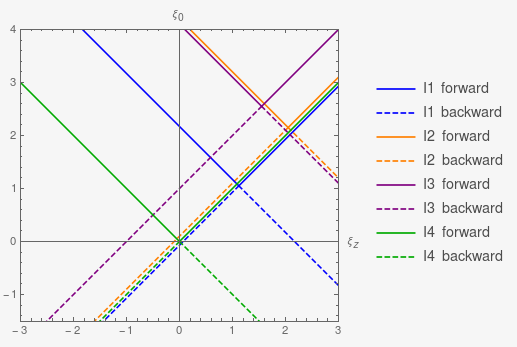 ξ0
4
3
2
1
0
−1
−3
−2
−1
0
1
2
3
ξz
I1 forward
I1 backward
I2 forward
I2 backward
I3 forward
I3 backward
I4 forward
I4 backward